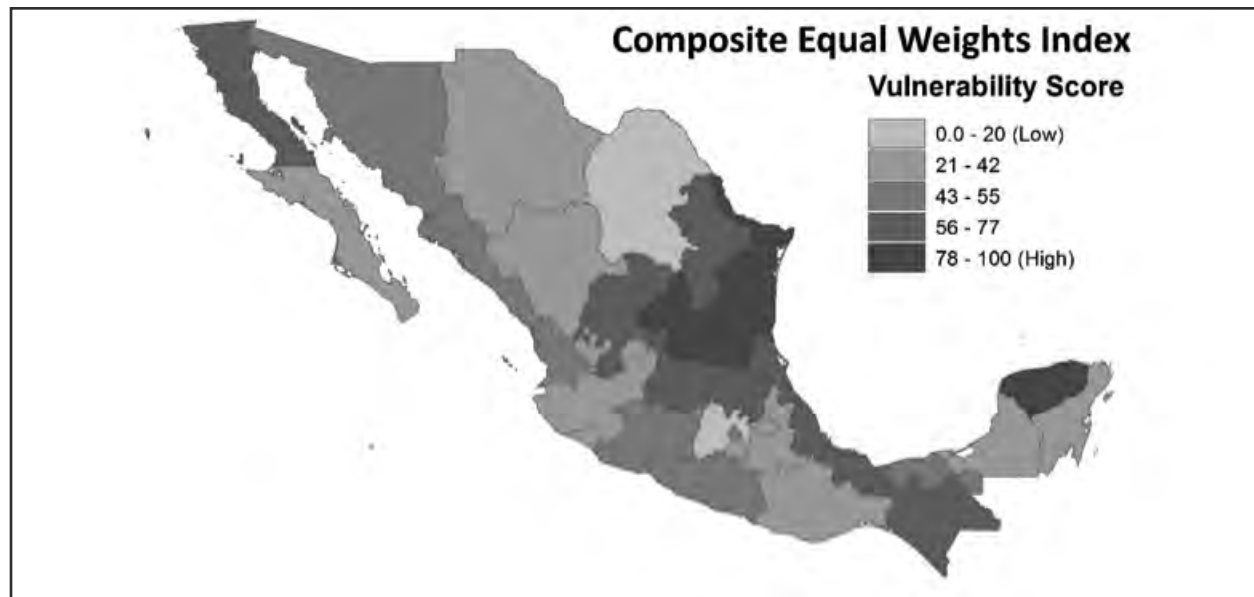 Composite Equal Weights Index
Vulnerability Score
0.0 - 20 (Low)
21 - 42
43 - 55
56 - 77
78 - 100 (High)